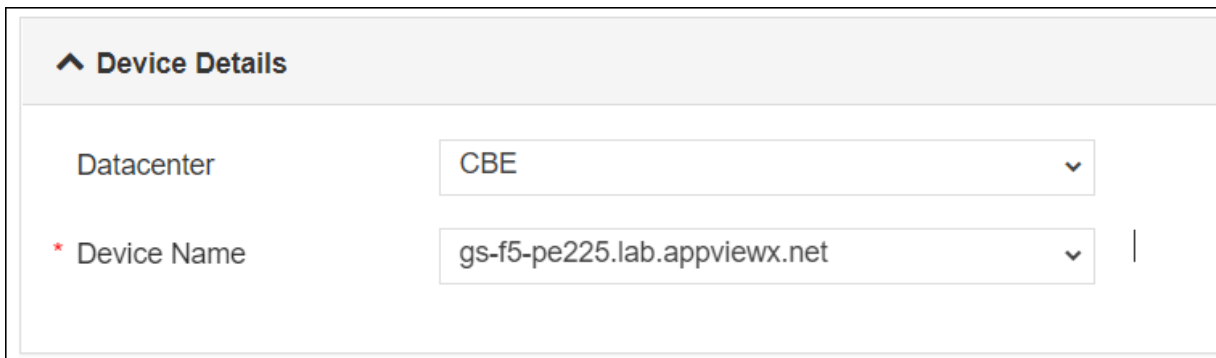 Device Details
Datacenter CBE
* Device Name gs-f5-pe225.lab.appviewx.net